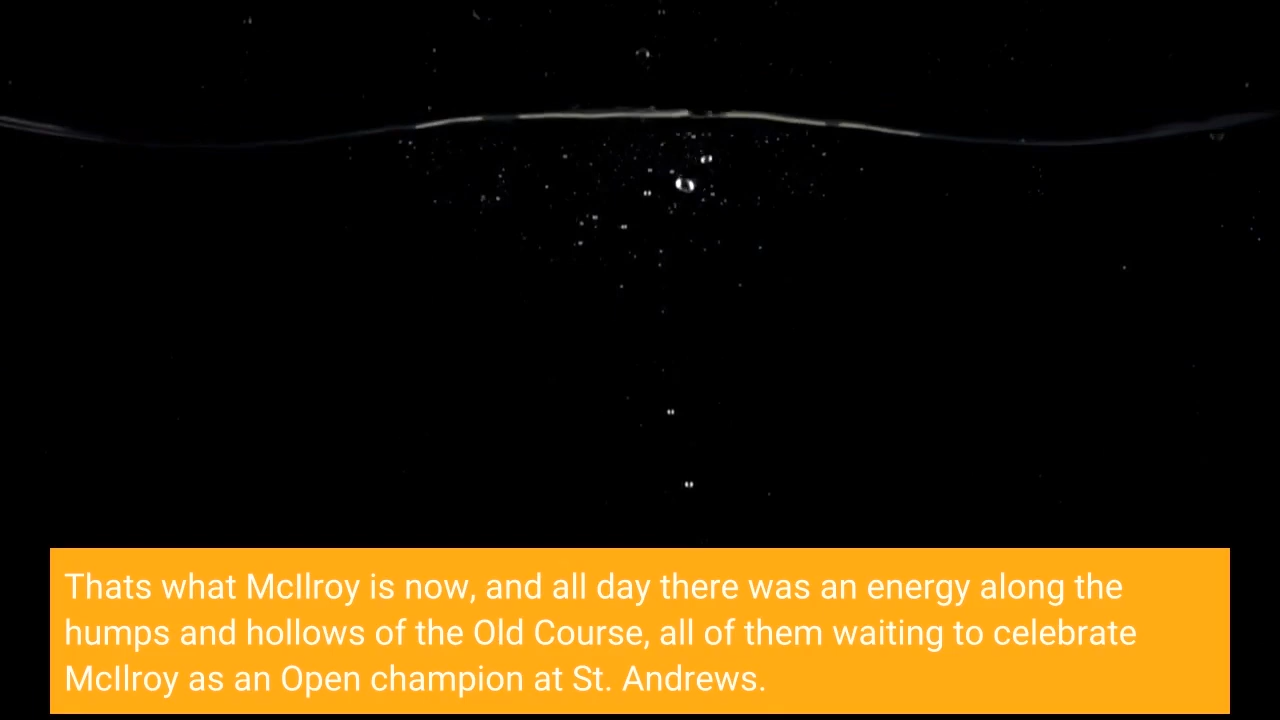 Thats what McIlroy is now, and all day there was an energy along the
humps and hollows of the Old Course, all of them waiting to celebrate
McIlroy as an Open champion at St. Andrews.